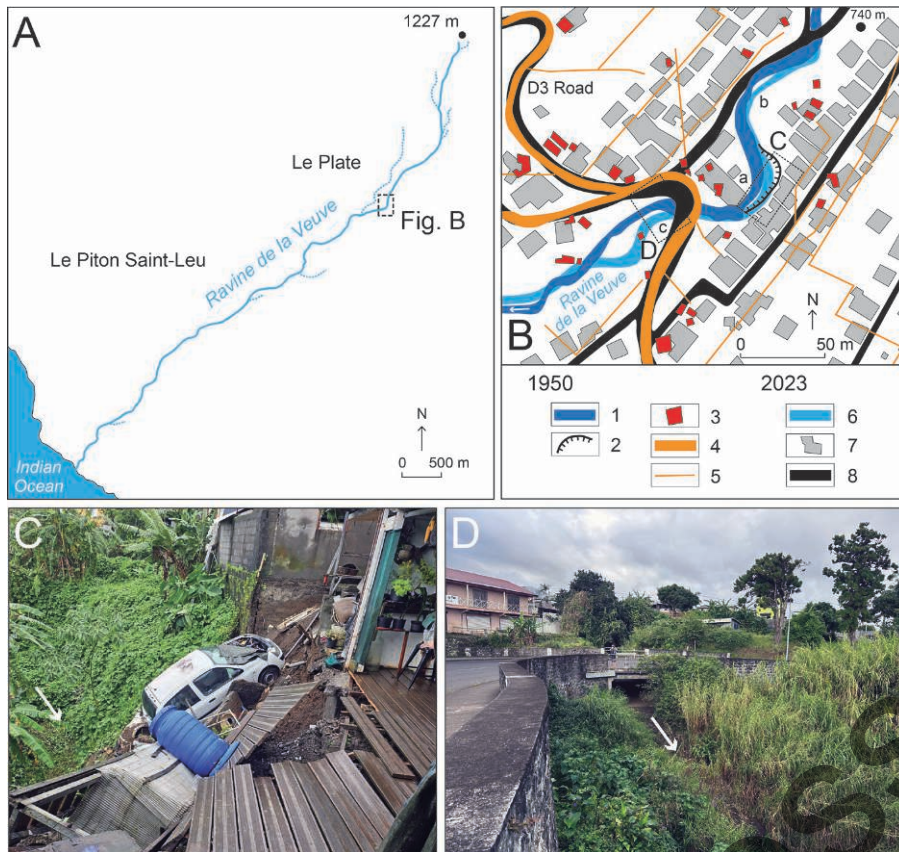 A
1227 m
Le Plate
Fig. B
Ravine de la Veuve
Le Piton Saint-Leu
N
0 500 m
Indian
Ocean
B
740 m
D3 Road
b
C
a
c
D
Ravine
de la Veuve
N
0 50 m
1950 2023
1 3 6
2 4 7
5 8
C
D